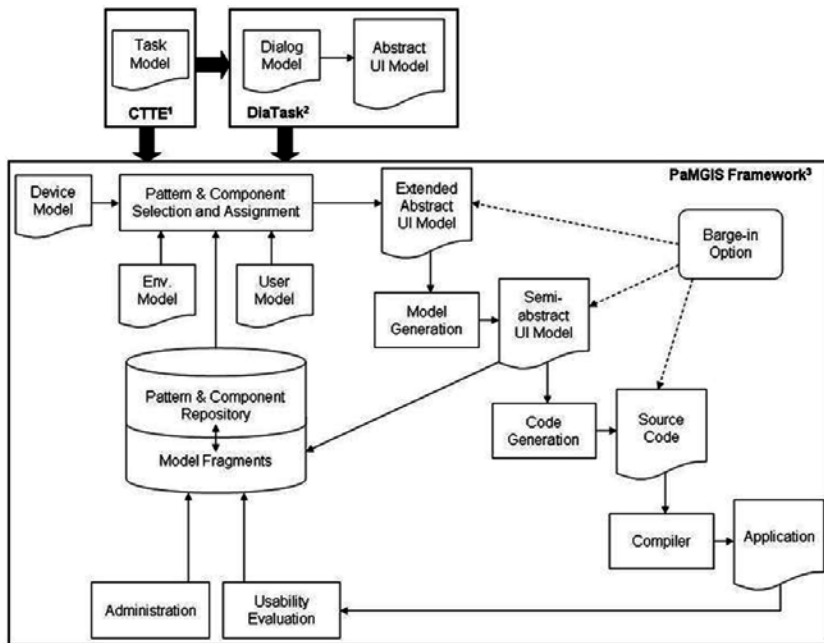 Task
Model
CTTE¹
Dialog
Model
Abstract
UI Model
DiaTask²
PaMGIS Framework³
Device
Model
Pattern & Component
Selection and Assignment
Extended
Abstract
UI Model
Barge-in
Option
Env.
Model
User
Model
Model
Generation
Semi-
abstract
UI Model
Pattern & Component
Repository
Model Fragments
Code
Generation
Source
Code
Compiler
Application
Administration
Usability
Evaluation